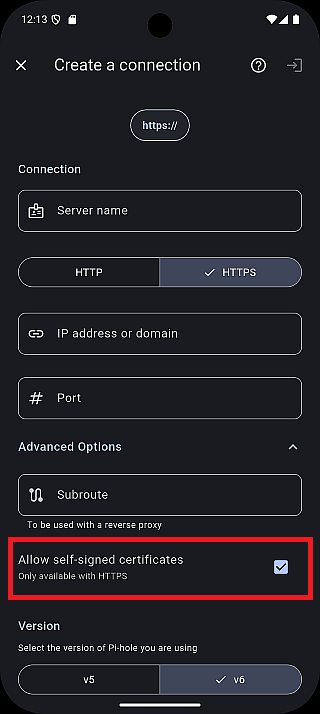 12:13
Create a connection
https://
Connection
Server name
HTTP
HTTPS
IP address or domain
Port
Advanced Options
Subroute
To be used with a reverse proxy
Allow self-signed certificates
Only available with HTTPS
Version
Select the version of Pi-hole you are using
v5
v6